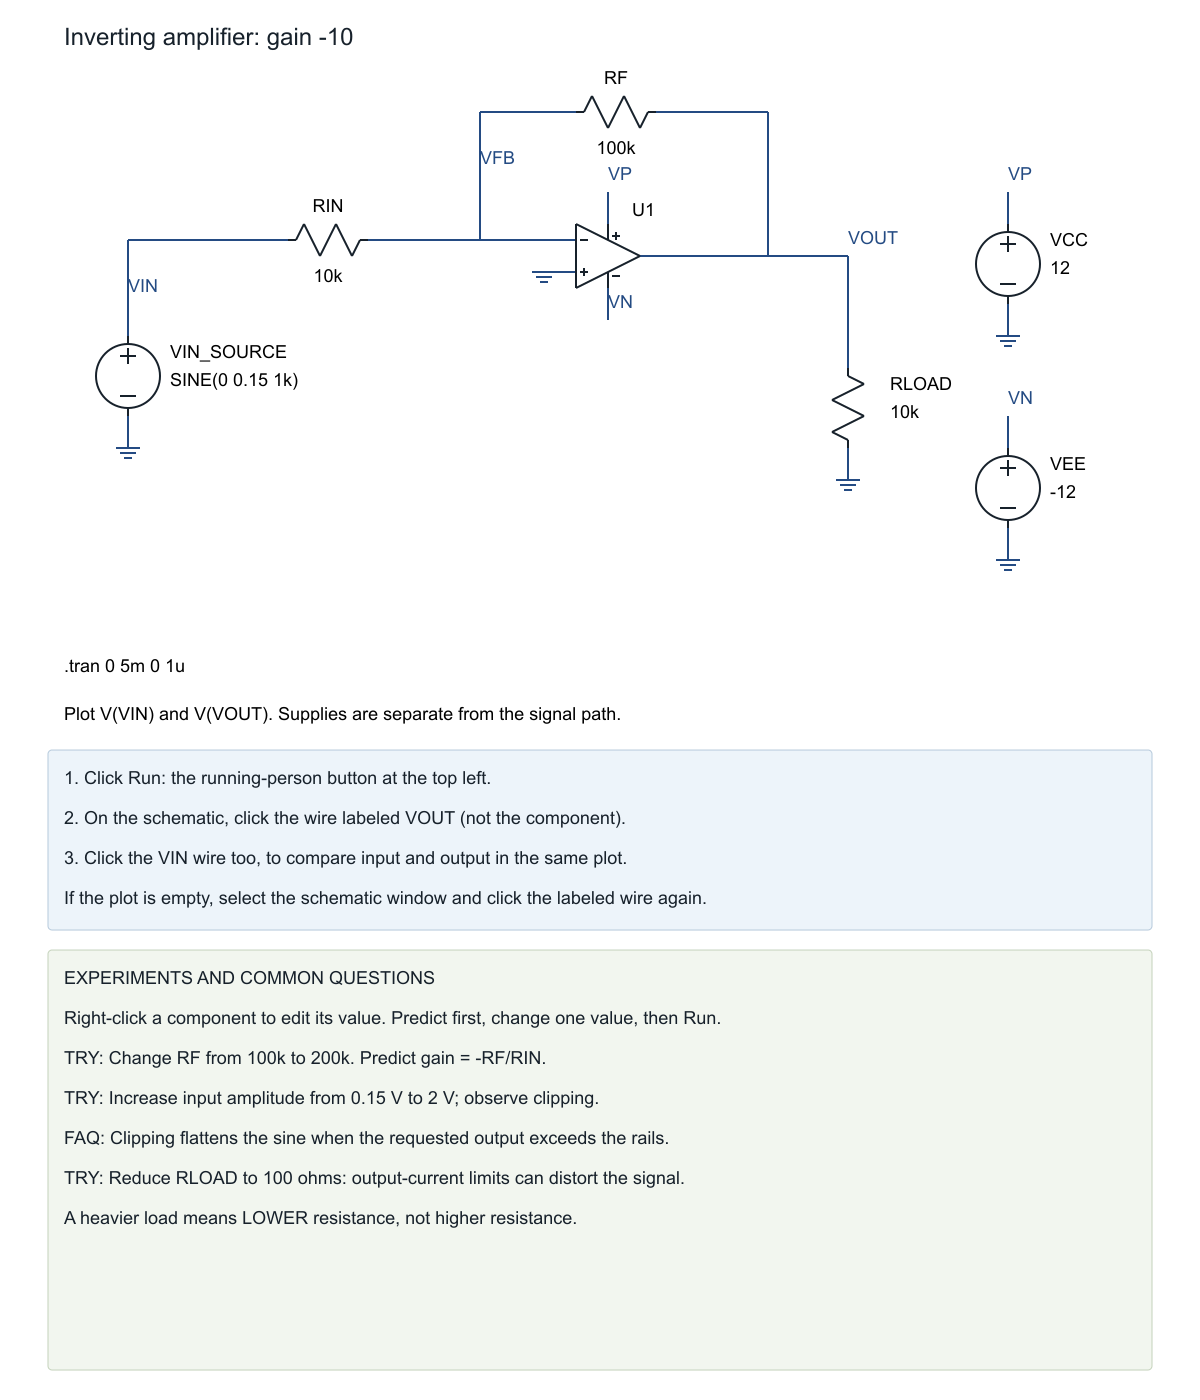 Inverting amplifier: gain -10
RF
100k
VFB
VP
U1
RIN
10k
VIN
VN
VOUT
VIN_SOURCE
SINE(0 0.15 1k)
RLOAD
10k
VP
VCC
12
VN
VEE
-12
.tran 0 5m 0 1u
Plot V(VIN) and V(VOUT). Supplies are separate from the signal path.
1. Click Run: the running-person button at the top left.
2. On the schematic, click the wire labeled VOUT (not the component).
3. Click the VIN wire too, to compare input and output in the same plot.
If the plot is empty, select the schematic window and click the labeled wire again.
EXPERIMENTS AND COMMON QUESTIONS
Right-click a component to edit its value. Predict first, change one value, then Run.
TRY: Change RF from 100k to 200k. Predict gain = -RF/RIN.
TRY: Increase input amplitude from 0.15 V to 2 V; observe clipping.
FAQ: Clipping flattens the sine when the requested output exceeds the rails.
TRY: Reduce RLOAD to 100 ohms: output-current limits can distort the signal.
A heavier load means LOWER resistance, not higher resistance.